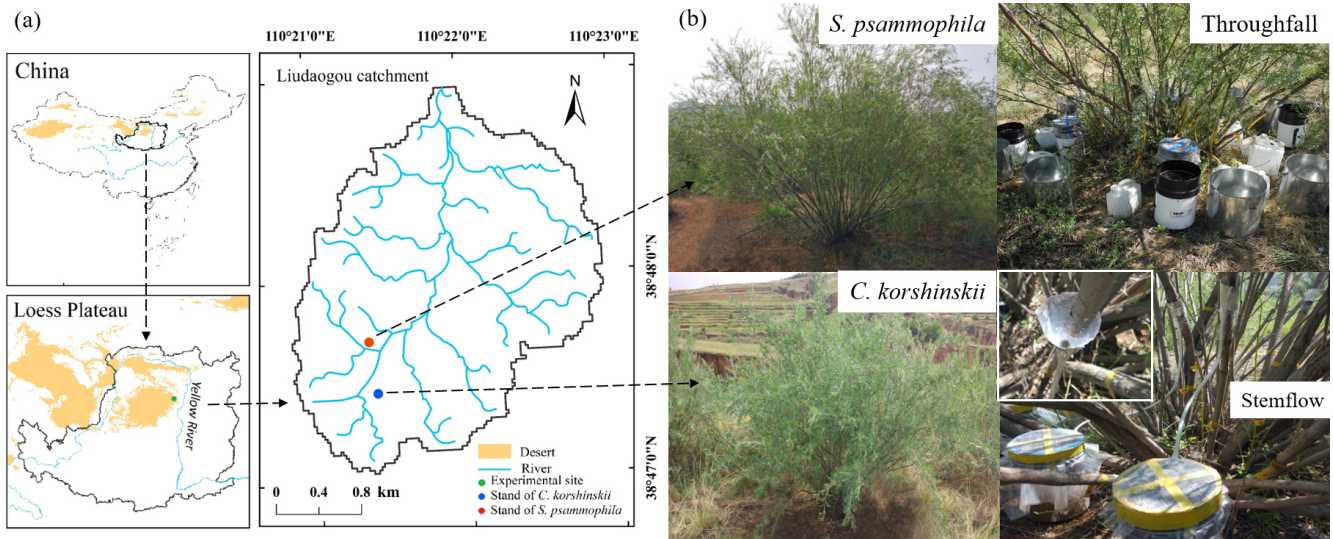 (a)
110°21'0"E
110°22'0"E
110°23'0"E
China
Liudaogou catchment
N
38°48'0"N
Loess Plateau
Yellow River
38°47'0"N
Desert
River
Experimental site
Stand of C. korshinskii
Stand of S. psammophila
0 0.4 0.8 km
(b)
S. psammophila
Throughfall
C. korshinskii
Stemflow